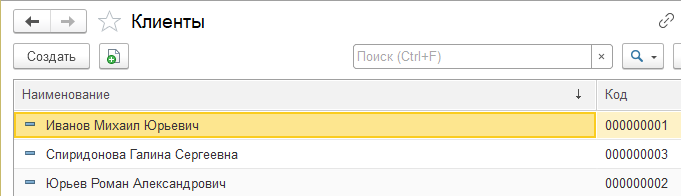 Клиенты
Создать Поиск (Ctrl+F) ×
Наименование ↓ Код
Иванов Михаил Юрьевич 000000001
Спиридонова Галина Сергеевна 000000003
Юрьев Роман Александрович 000000002